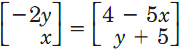 [-2y] = [4 - 5x]
[x] = [y + 5]